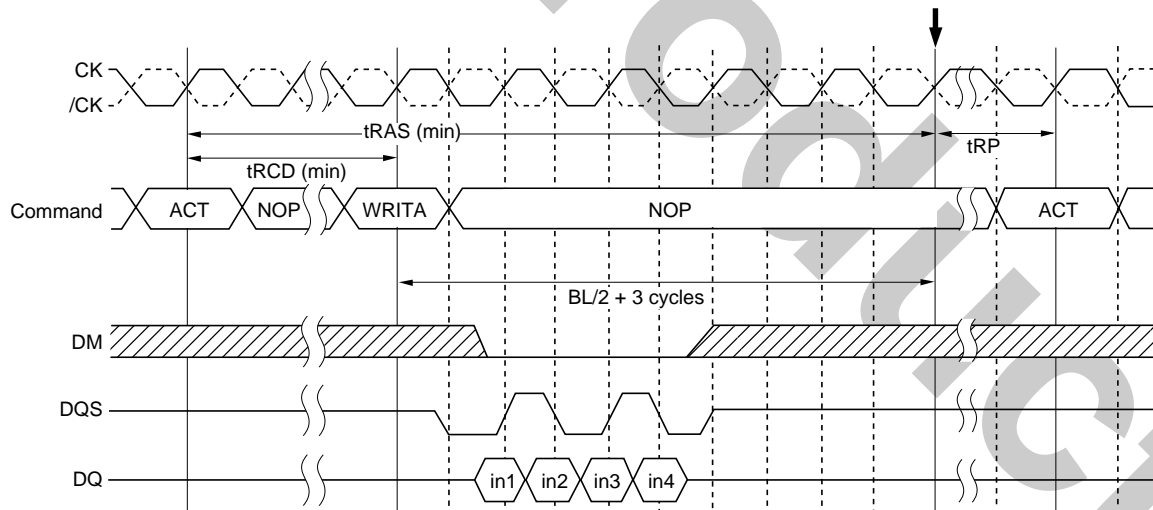 CK
/CK
tRAS (min)
tRP
tRCD (min)
Command ACT NOP WRITA NOP ACT
BL/2 + 3 cycles
DM
DQS
DQ in1 in2 in3 in4